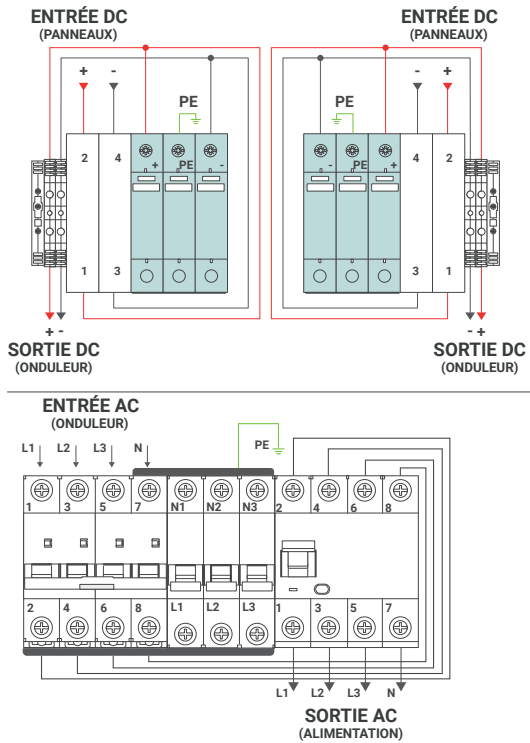 ENTRÉE DC
(PANNEAUX)
+ -
PE
2 4 + PE -
1 3
+ -
SORTIE DC
(ONDULEUR)
ENTRÉE DC
(PANNEAUX)
- +
PE
- PE + 4 2
3 1
- +
SORTIE DC
(ONDULEUR)
ENTRÉE AC
(ONDULEUR)
L1 L2 L3 N PE
1 3 5 7 N1 N2 N3 2 4 6 8
2 4 6 8 L1 L2 L3 1 3 5 7
L1 L2 L3 N
SORTIE AC
(ALIMENTATION)